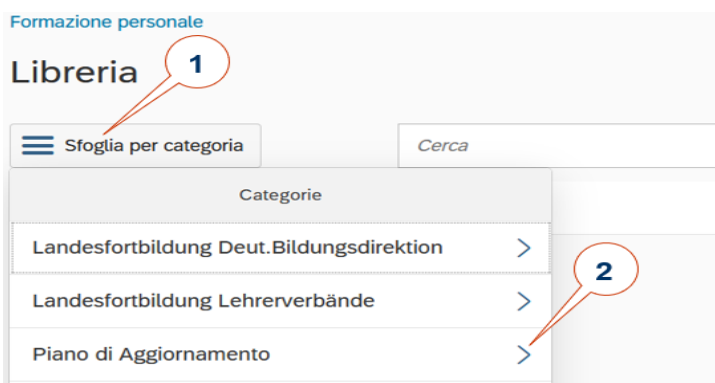 Formazione personale
Libreria
1
Sfoglia per categoria
Cerca
Categorie
Landesfortbildung Deut.Bildungsdirektion
Landesfortbildung Lehrerverbände
2
Piano di Aggiornamento